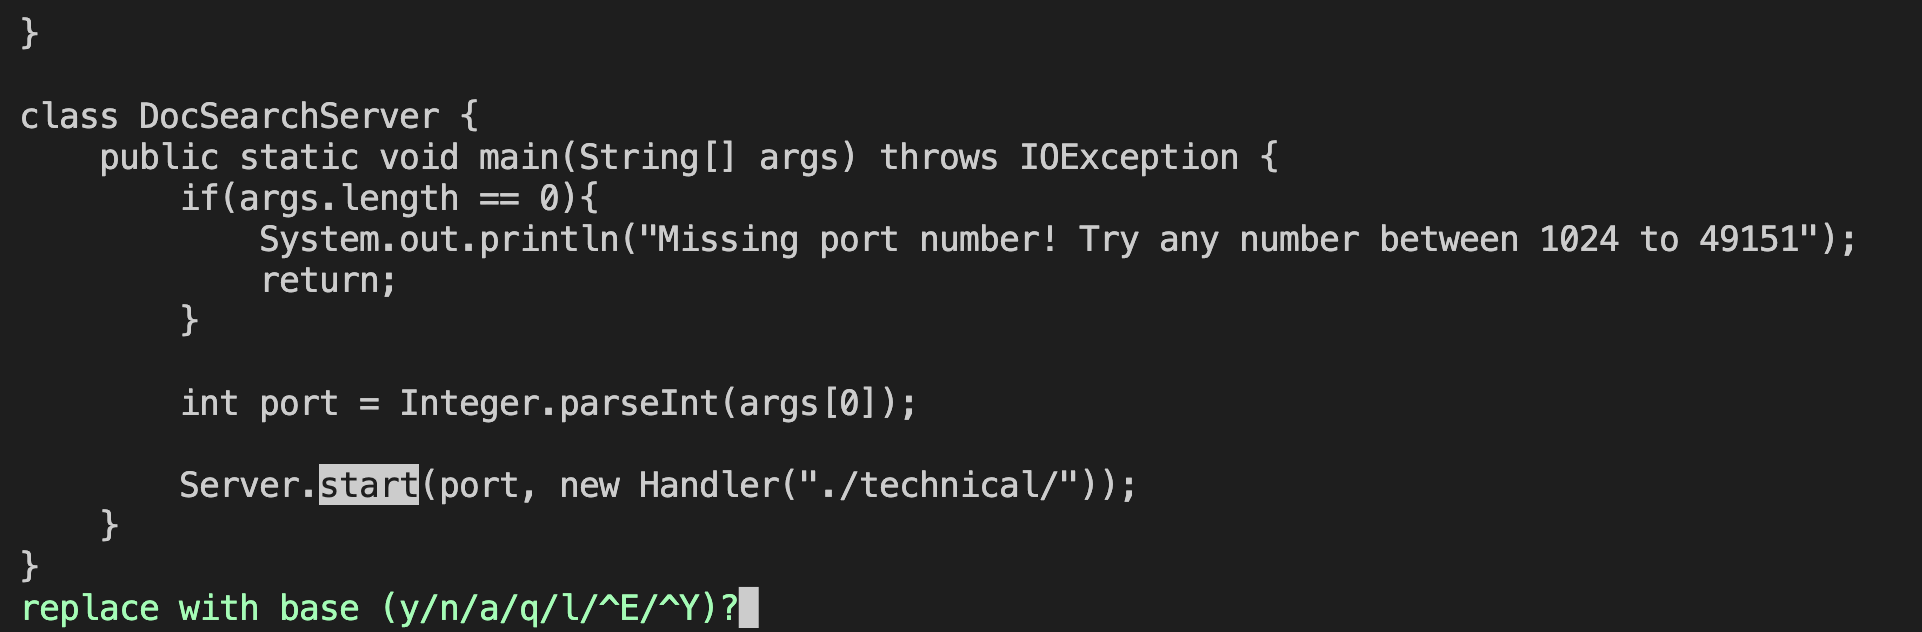 }
class DocSearchServer {
    public static void main(String[] args) throws IOException {
        if(args.length == 0){
            System.out.println("Missing port number! Try any number between 1024 to 49151");
            return;
        }
        int port = Integer.parseInt(args[0]);
        Server.start(port, new Handler("./technical/"));
    }
}
replace with base (y/n/a/q/l/^E/^Y)?